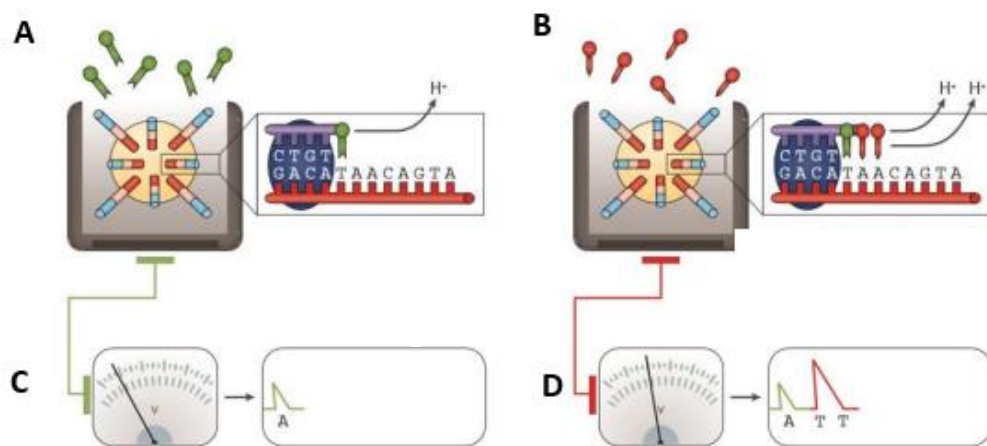 A
B
H+
H+ H+
CTGT
GACATAACAGTA
CTGT
GACATAACAGTA
C
V
A
D
V
A T T